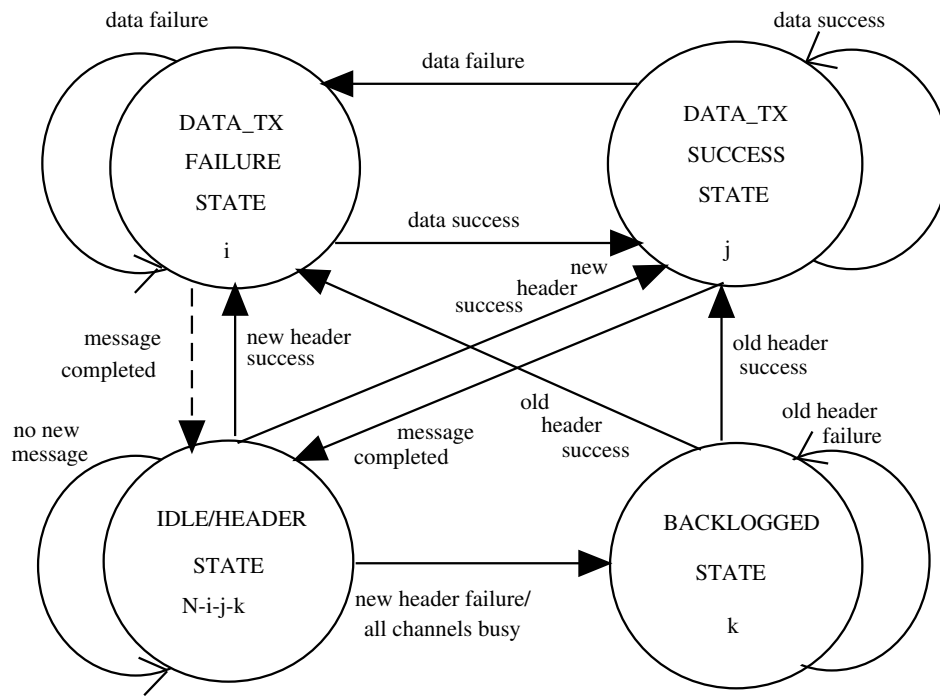 data failure
data success
data failure
DATA_TX
FAILURE
STATE
i
DATA_TX
SUCCESS
STATE
j
data success
new
header
success
message
completed
new header
success
old header
success
old
header
success
message
completed
no new
message
old header
failure
IDLE/HEADER
STATE
N-i-j-k
BACKLOGGED
STATE
k
new header failure/
all channels busy